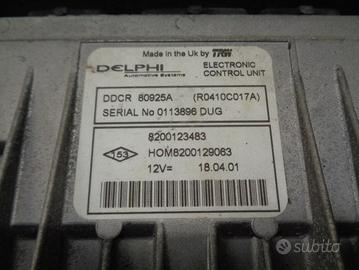 Made in the Uk by TRW
DELPHI
Automotive Systems
ELECTRONIC
CONTROL UNIT
DDCR 80925A (R0410C017A)
SERIAL No 0113896 DUG
8200123483
153
HOM8200129063
12V= 18.04.01
subito